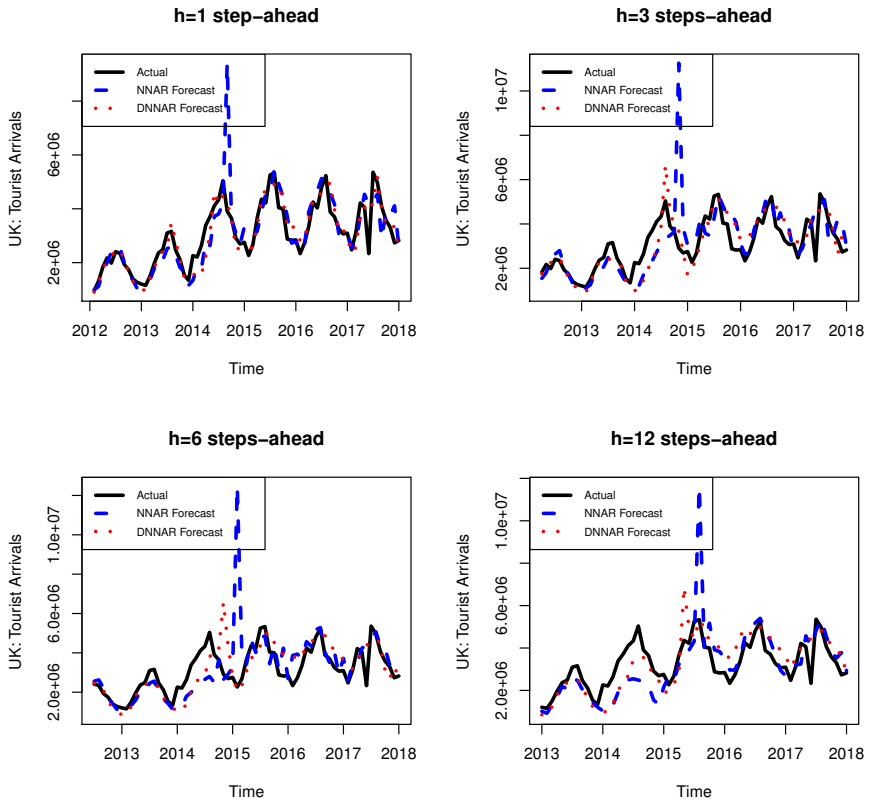 h=1 step−ahead
UK: Tourist Arrivals
6e+06
2e+06
Actual
NNAR Forecast
DNNAR Forecast
2012 2013 2014 2015 2016 2017 2018
Time
h=3 steps−ahead
UK: Tourist Arrivals
1e+07
6e+06
2e+06
Actual
NNAR Forecast
DNNAR Forecast
2013 2014 2015 2016 2017 2018
Time
h=6 steps−ahead
UK: Tourist Arrivals
1.0e+07
6.0e+06
2.0e+06
Actual
NNAR Forecast
DNNAR Forecast
2013 2014 2015 2016 2017 2018
Time
h=12 steps−ahead
UK: Tourist Arrivals
1.0e+07
6.0e+06
2.0e+06
Actual
NNAR Forecast
DNNAR Forecast
2013 2014 2015 2016 2017 2018
Time